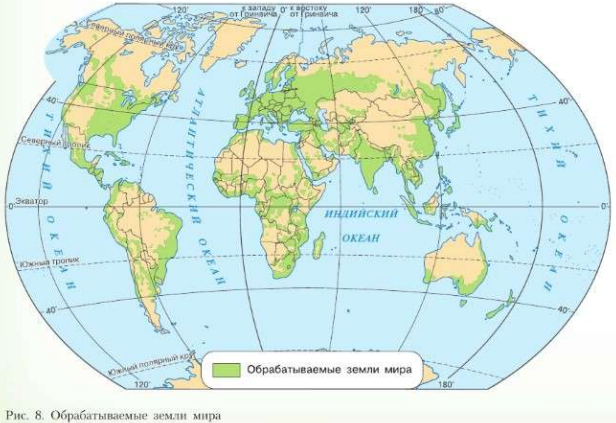 к западу к востоку
от Гринвича от Гринвича
120° 0° 120° 180°
Северный полярный круг
40° 40°
АТЛАНТИЧЕСКИЙ ОКЕАН
ТИХИЙ ОКЕАН
ТИХИЙ ОКЕАН
Северный тропик
Экватор
0° 0°
ИНДИЙСКИЙ
ОКЕАН
Южный тропик
40° 40°
Южный полярный круг
120° 180°
Обрабатываемые земли мира
Рис. 8. Обрабатываемые земли мира